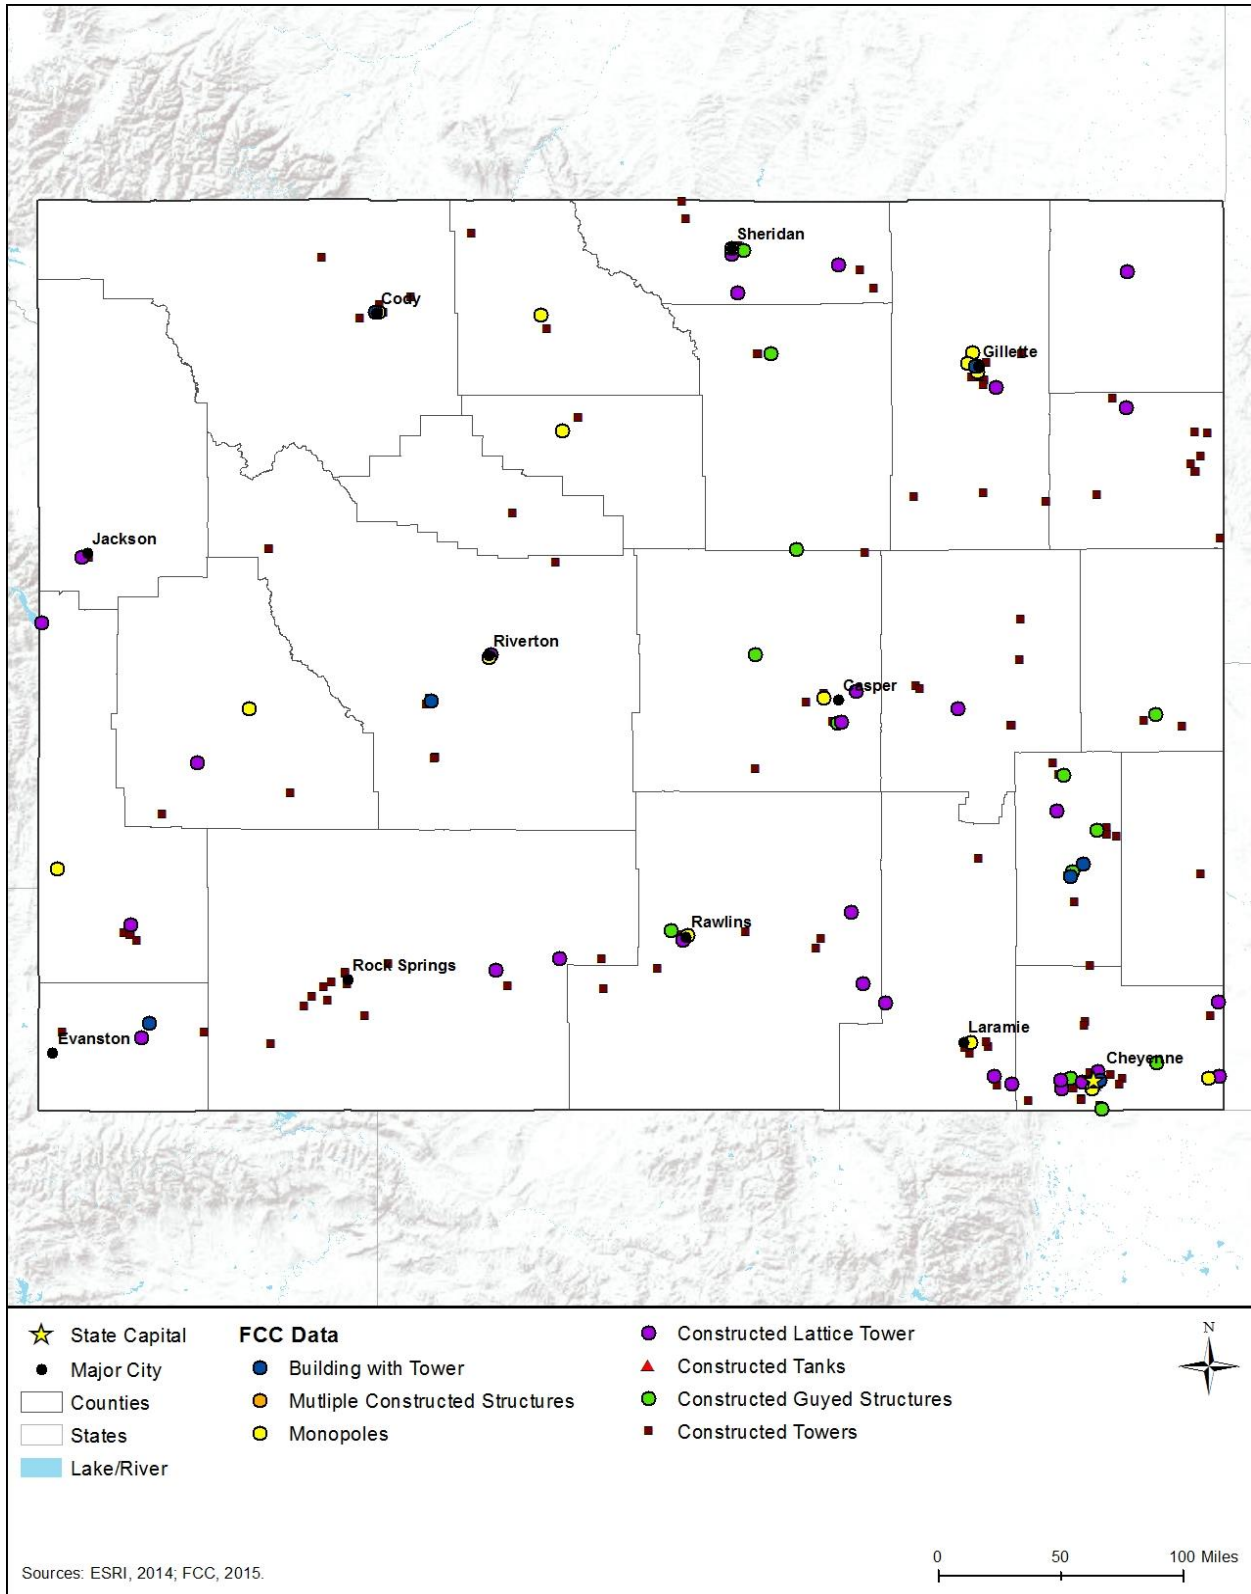 Sheridan
Cody
Gillette
Jackson
Riverton
Casper
Rawlins
Rock Springs
Laramie
Evanston
Cheyenne
State Capital
Major City
Counties
States
Lake/River
FCC Data
Building with Tower
Mutliple Constructed Structures
Monopoles
Constructed Lattice Tower
Constructed Tanks
Constructed Guyed Structures
Constructed Towers
N
0 50 100 Miles
Sources: ESRI, 2014; FCC, 2015.